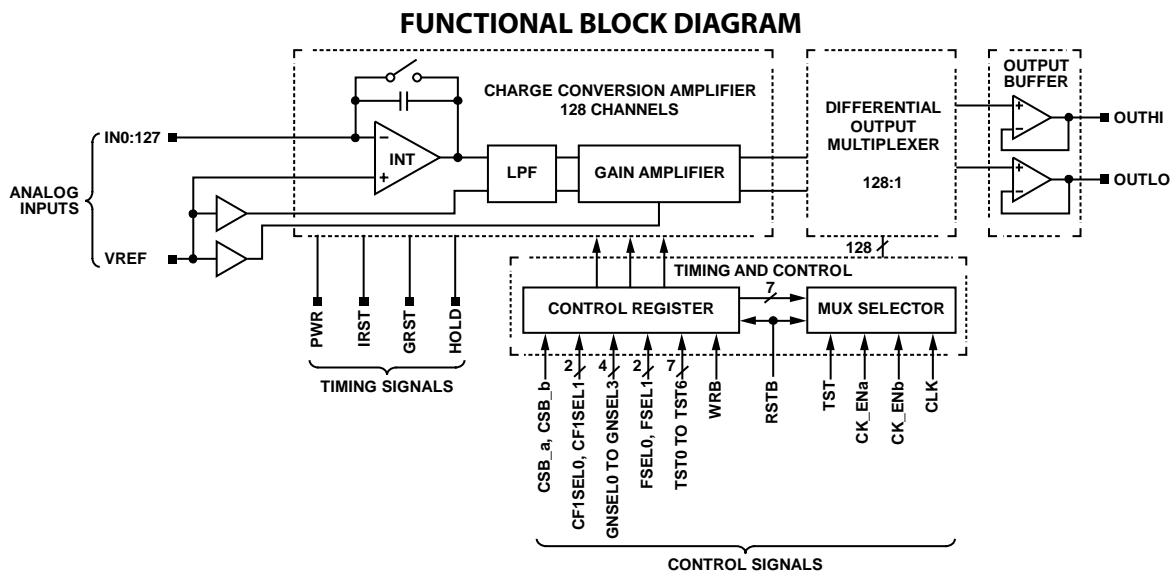 FUNCTIONAL BLOCK DIAGRAM
CHARGE CONVERSION AMPLIFIER
128 CHANNELS
DIFFERENTIAL
OUTPUT
MULTIPLEXER
128:1
OUTPUT
BUFFER
+
−
OUTHI
+
−
OUTLO
ANALOG
INPUTS
IN0:127
VREF
−
+
INT
LPF
GAIN AMPLIFIER
128
PWR
IRST
GRST
HOLD
TIMING SIGNALS
TIMING AND CONTROL
CONTROL REGISTER
7
MUX SELECTOR
2
4
2
7
CSB_a, CSB_b
CF1SEL0, CF1SEL1
GNSEL0 TO GNSEL3
FSEL0, FSEL1
TST0 TO TST6
WRB
RSTB
TST
CK_ENa
CK_ENb
CLK
CONTROL SIGNALS